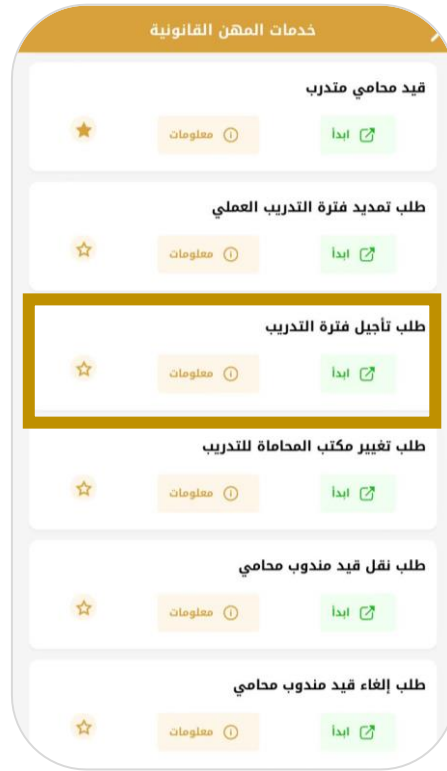 خدمات المهن القانونية
قيد محامي متدرب
ابدأ معلومات
طلب تمديد فترة التدريب العملي
ابدأ معلومات
طلب تأجيل فترة التدريب
ابدأ معلومات
طلب تغيير مكتب المحاماة للتدريب
ابدأ معلومات
طلب نقل قيد مندوب محامي
ابدأ معلومات
طلب إلغاء قيد مندوب محامي
ابدأ معلومات